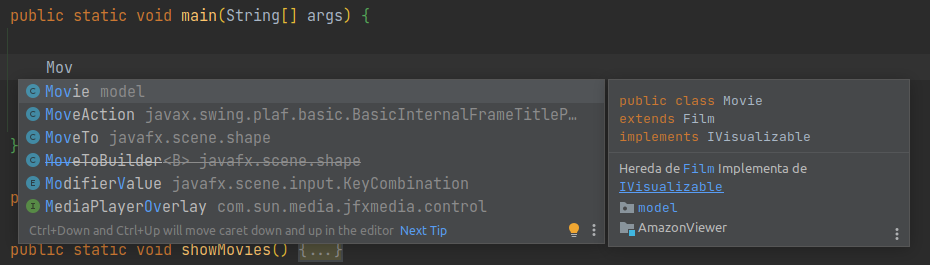 public static void main(String[] args) {
Mov
Movie model
MoveAction javax.swing.plaf.basic.BasicInternalFrameTitleP…
MoveTo javafx.scene.shape
MoveToBuilder<B> javafx.scene.shape
ModifierValue javafx.scene.input.KeyCombination
MediaPlayerOverlay com.sun.media.jfxmedia.control
Ctrl+Down and Ctrl+Up will move caret down and up in the editor Next Tip
public class Movie
extends Film
implements IVisualizable
Hereda de Film Implementa de
IVisualizable
model
AmazonViewer
}
p
public static void showMovies() {...}